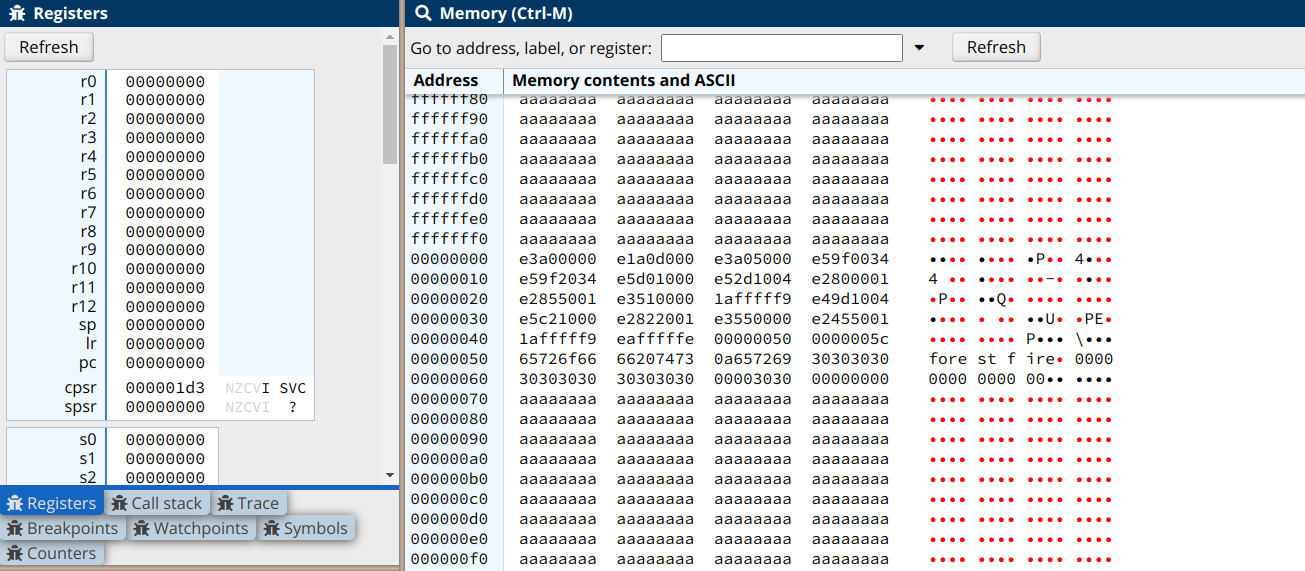 Registers
Refresh
r0 00000000
r1 00000000
r2 00000000
r3 00000000
r4 00000000
r5 00000000
r6 00000000
r7 00000000
r8 00000000
r9 00000000
r10 00000000
r11 00000000
r12 00000000
sp 00000000
lr 00000000
pc 00000000
cpsr 000001d3 NZCVI SVC
spsr 00000000 NZCVI ?
s0 00000000
s1 00000000
s2 00000000
Registers Call stack Trace
Breakpoints Watchpoints Symbols
Counters
Memory (Ctrl-M)
Go to address, label, or register: Refresh
Address Memory contents and ASCII
ffffff80 aaaaaaaa aaaaaaaa aaaaaaaa aaaaaaaa •••• •••• •••• ••••
ffffff90 aaaaaaaa aaaaaaaa aaaaaaaa aaaaaaaa •••• •••• •••• ••••
ffffffa0 aaaaaaaa aaaaaaaa aaaaaaaa aaaaaaaa •••• •••• •••• ••••
ffffffb0 aaaaaaaa aaaaaaaa aaaaaaaa aaaaaaaa •••• •••• •••• ••••
ffffffc0 aaaaaaaa aaaaaaaa aaaaaaaa aaaaaaaa •••• •••• •••• ••••
ffffffd0 aaaaaaaa aaaaaaaa aaaaaaaa aaaaaaaa •••• •••• •••• ••••
ffffffe0 aaaaaaaa aaaaaaaa aaaaaaaa aaaaaaaa •••• •••• •••• ••••
fffffff0 aaaaaaaa aaaaaaaa aaaaaaaa aaaaaaaa •••• •••• •••• ••••
00000000 e3a00000 e1a0d000 e3a05000 e59f0034 •••• •••• •P•• 4•••
00000010 e59f2034 e5d01000 e52d1004 e2800001 4 •• •••• ••-• ••••
00000020 e2855001 e3510000 1afffff9 e49d1004 •P•• ••Q• •••• ••••
00000030 e5c21000 e2822001 e3550000 e2455001 •••• • •• ••U• •PE•
00000040 1afffff9 eafffffe 00000050 0000005c •••• •••• P••• \•••
00000050 65726f66 66207473 0a657269 30303030 fore st f ire• 0000
00000060 30303030 30303030 00003030 00000000 0000 0000 00•• ••••
00000070 aaaaaaaa aaaaaaaa aaaaaaaa aaaaaaaa •••• •••• •••• ••••
00000080 aaaaaaaa aaaaaaaa aaaaaaaa aaaaaaaa •••• •••• •••• ••••
00000090 aaaaaaaa aaaaaaaa aaaaaaaa aaaaaaaa •••• •••• •••• ••••
000000a0 aaaaaaaa aaaaaaaa aaaaaaaa aaaaaaaa •••• •••• •••• ••••
000000b0 aaaaaaaa aaaaaaaa aaaaaaaa aaaaaaaa •••• •••• •••• ••••
000000c0 aaaaaaaa aaaaaaaa aaaaaaaa aaaaaaaa •••• •••• •••• ••••
000000d0 aaaaaaaa aaaaaaaa aaaaaaaa aaaaaaaa •••• •••• •••• ••••
000000e0 aaaaaaaa aaaaaaaa aaaaaaaa aaaaaaaa •••• •••• •••• ••••
000000f0 aaaaaaaa aaaaaaaa aaaaaaaa aaaaaaaa •••• •••• •••• ••••